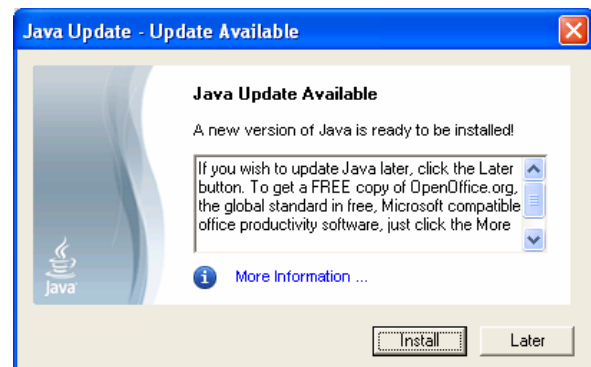 Java Update - Update Available
Java Update Available
A new version of Java is ready to be installed!
If you wish to update Java later, click the Later
button. To get a FREE copy of OpenOffice.org,
the global standard in free, Microsoft compatible
office productivity software, just click the More
Java
More Information ...
Install
Later